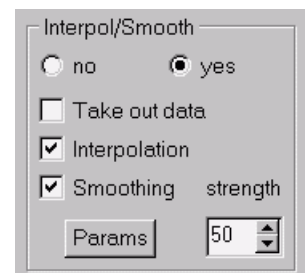 Interpol/Smooth
no yes
Take out data
Interpolation
Smoothing strength
Params 50